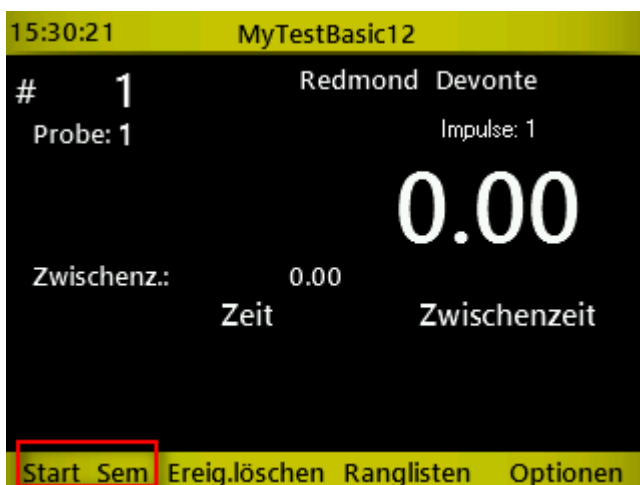 15:30:21 MyTestBasic12
# 1 Redmond Devonte
Probe: 1 Impulse: 1
0.00
Zwischenz.: 0.00
Zeit Zwischenzeit
Start Sem Ereig.löschen Ranglisten Optionen